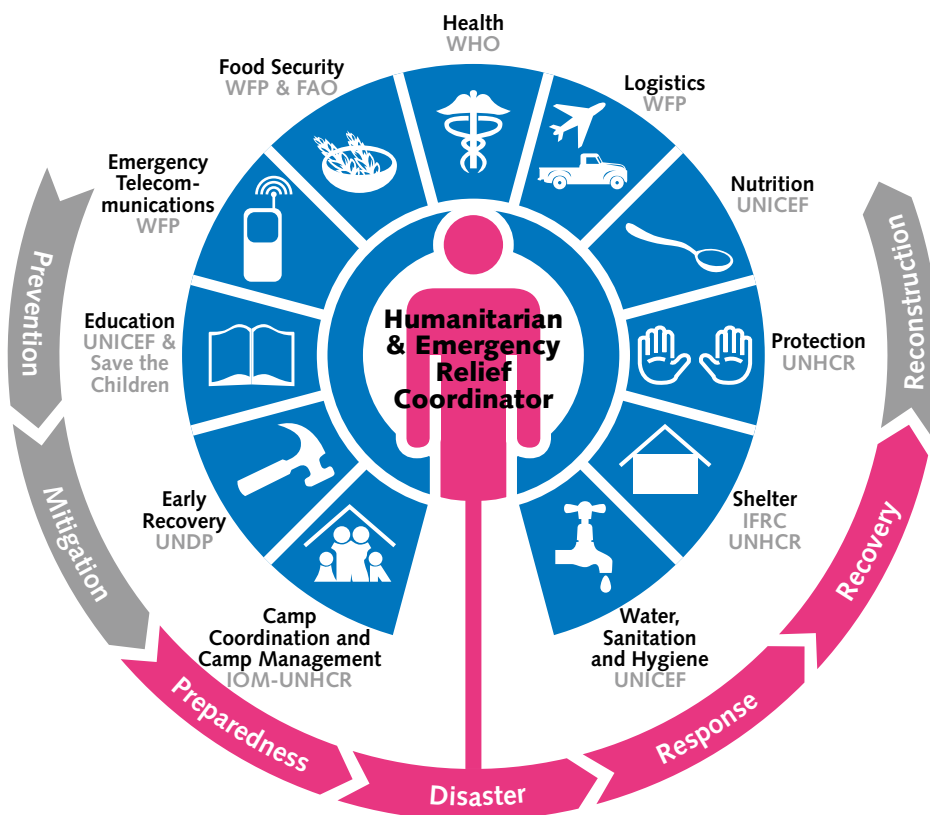 Health
WHO
Logistics
WFP
Nutrition
UNICEF
Protection
UNHCR
Shelter
IFRC
UNHCR
Water,
Sanitation
and Hygiene
UNICEF
Camp
Coordination and
Camp Management
IOM-UNHCR
Early
Recovery
UNDP
Education
UNICEF &
Save the
Children
Emergency
Telecom-
munications
WFP
Food Security
WFP & FAO
Humanitarian
& Emergency
Relief
Coordinator
Prevention
Mitigation
Preparedness
Disaster
Response
Recovery
Reconstruction